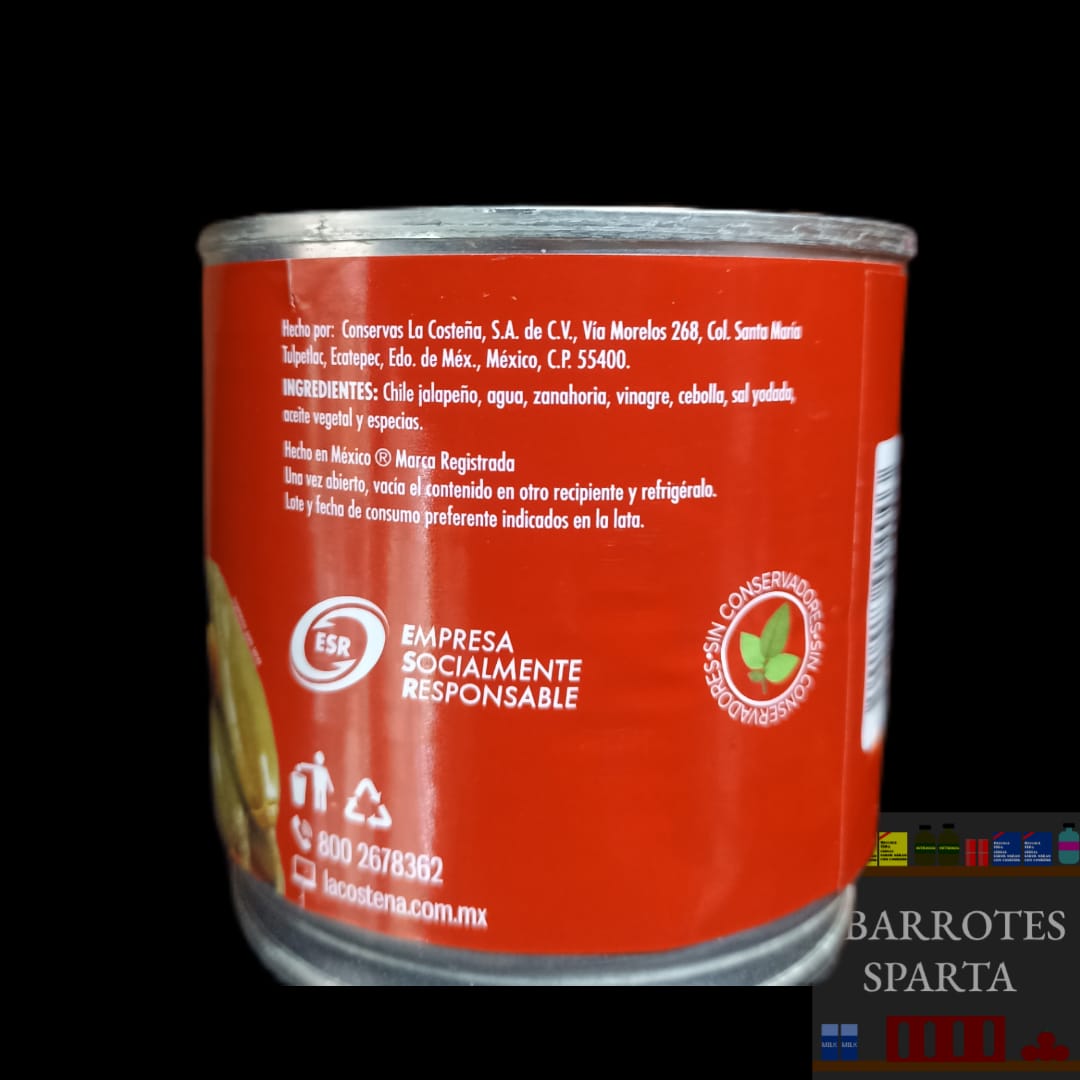 Hecho por: Conservas La Costeña, S.A. de C.V., Vía Morelos 268, Col. Santa María
Tulpetlac, Ecatepec, Edo. de Méx., México, C.P. 55400.
INGREDIENTES: Chile jalapeño, agua, zanahoria, vinagre, cebolla, sal yodada,
aceite vegetal y especias.
Hecho en México ® Marca Registrada
Una vez abierto, vacía el contenido en otro recipiente y refrigéralo.
Lote y fecha de consumo preferente indicados en la lata.
ESR
EMPRESA
SOCIALMENTE
RESPONSABLE
SIN CONSERVADORES•SIN CONSERVADORES•
800 2678362
lacostena.com.mx
BARROTES
SPARTA
MILK MILK